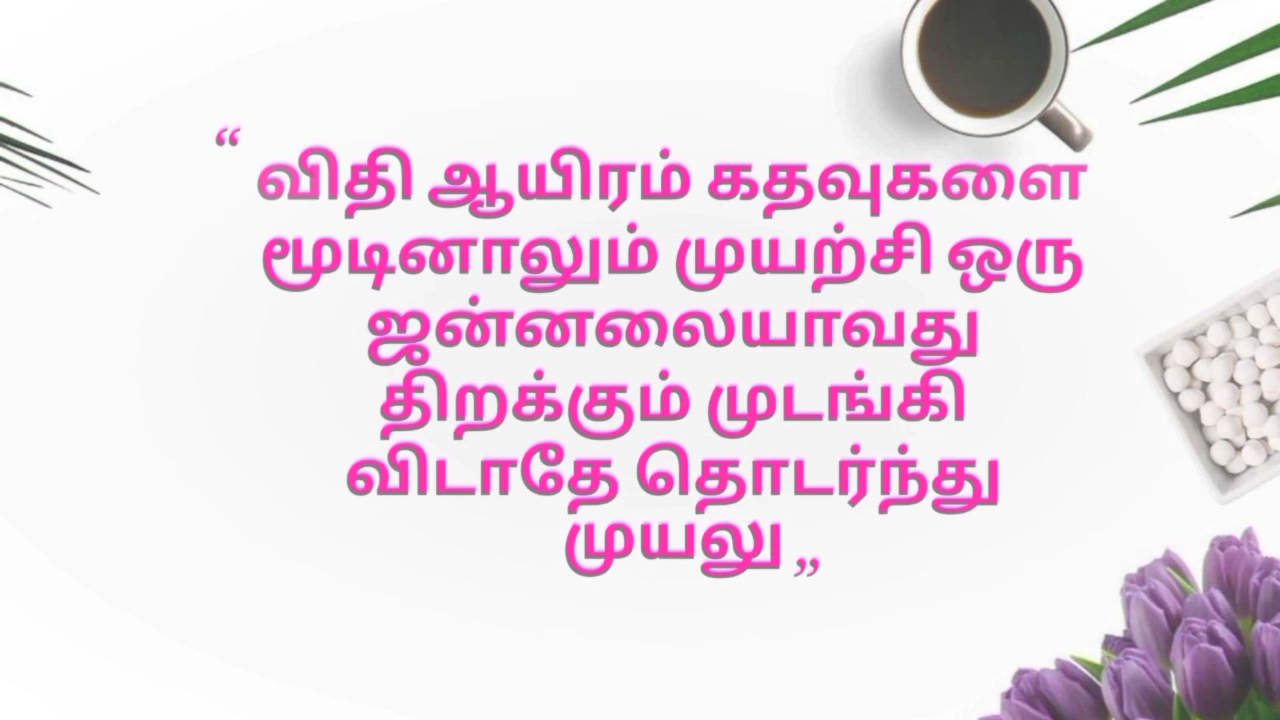 “ விதி ஆயிரம் கதவுகளை
மூடினாலும் முயற்சி ஒரு
ஜன்னலையாவது
திறக்கும் முடங்கி
விடாதே தொடர்ந்து
முயலு „